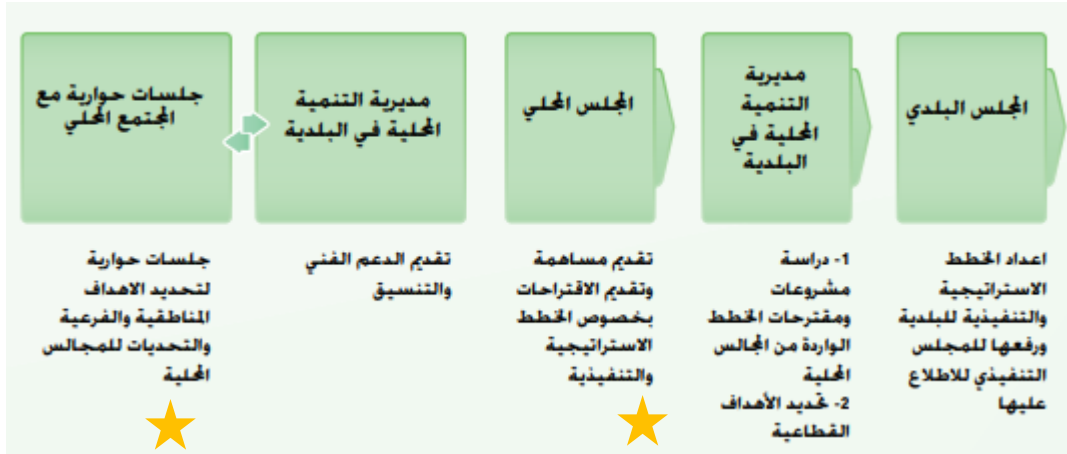 المجلس البلدي
اعداد الخطط
الاستراتيجية
والتنفيذية للبلدية
ورفعها للمجلس
التنفيذي للاطلاع
عليها
مديرية
التنمية
المحلية في
البلدية
1- دراسة
مشروعات
ومقترحات الخطط
الواردة من المجالس
المحلية
2- تحديد الأهداف
القطاعية
المجلس المحلي
تقديم مساهمة
وتقديم الاقتراحات
بخصوص الخطط
الاستراتيجية
والتنفيذية
مديرية التنمية
المحلية في البلدية
تقديم الدعم الفني
والتنسيق
جلسات حوارية مع
المجتمع المحلي
جلسات حوارية
لتحديد الاهداف
المناطقية والفرعية
والتحديات للمجالس
المحلية